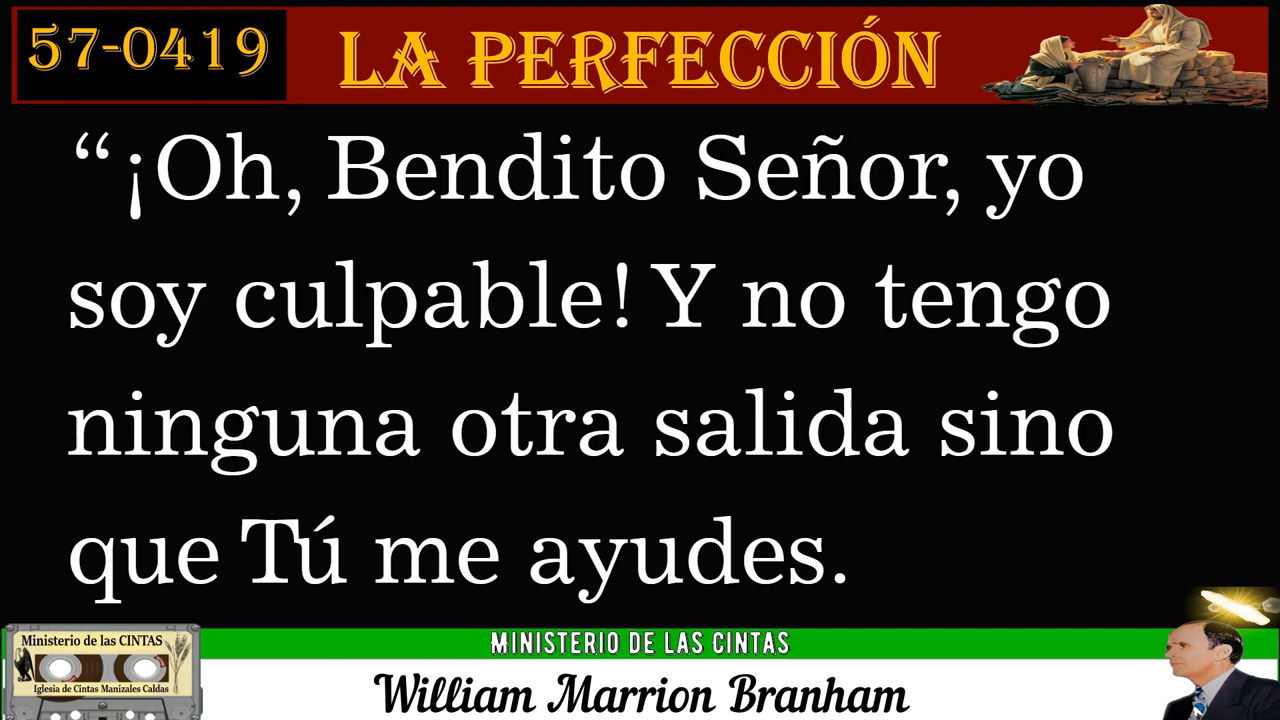 57-0419
LA PERFECCIÓN
“¡Oh, Bendito Señor, yo
soy culpable! Y no tengo
ninguna otra salida sino
que Tú me ayudes.
MINISTERIO DE LAS CINTAS
Ministerio de las CINTAS
Iglesia de Cintas Manizales Caldas
William Marrion Branham